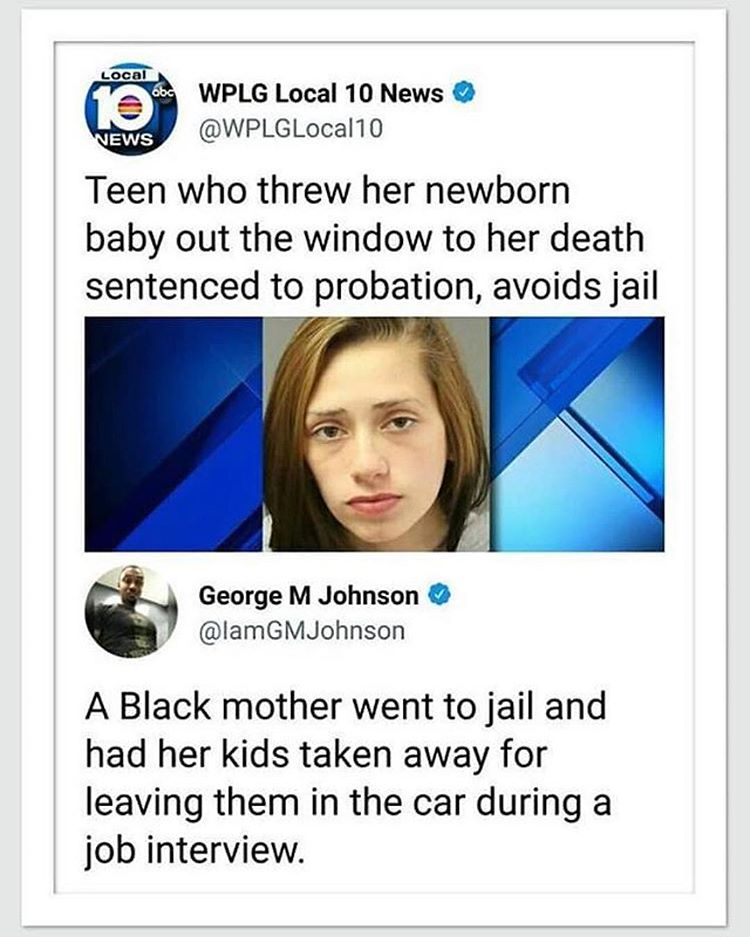 Local
10
abc
NEWS
WPLG Local 10 News
@WPLGLocal10
Teen who threw her newborn
baby out the window to her death
sentenced to probation, avoids jail
George M Johnson
@IamGMJohnson
A Black mother went to jail and
had her kids taken away for
leaving them in the car during a
job interview.